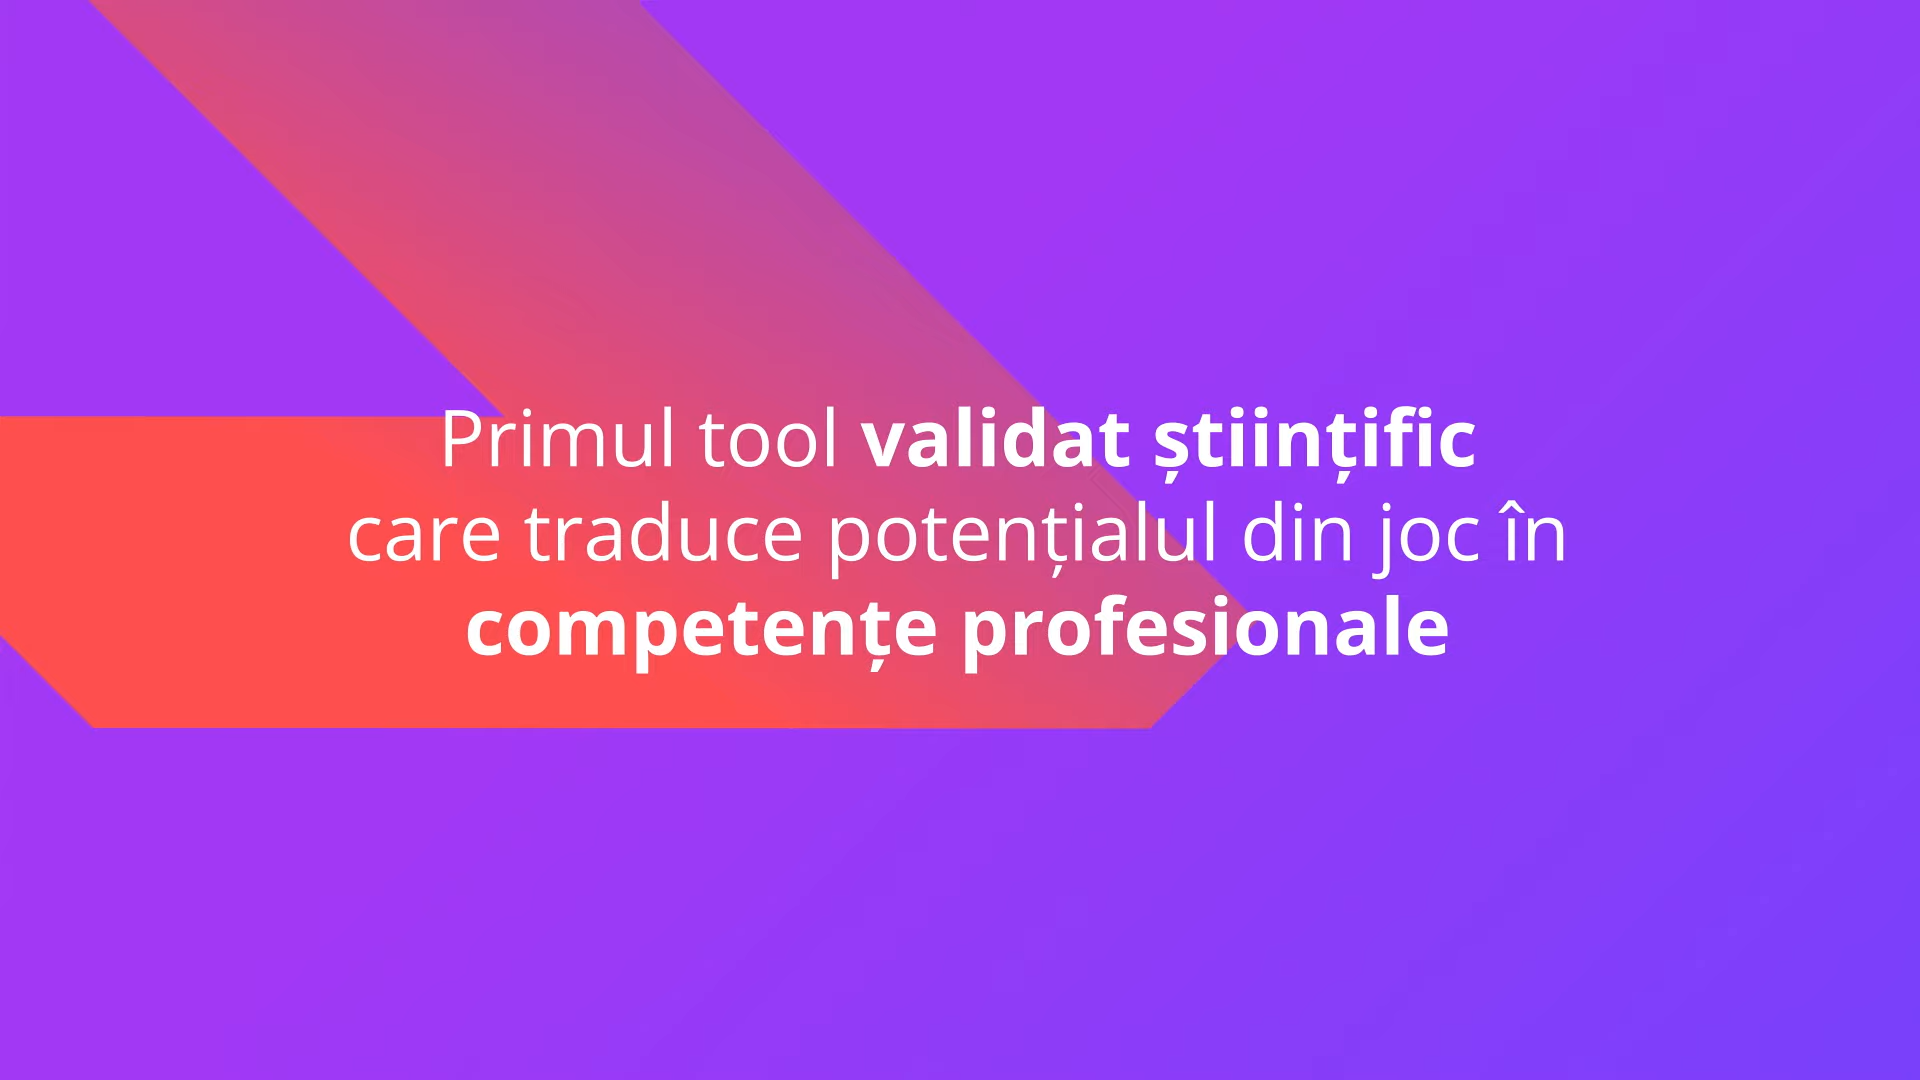 Primul tool validat științific
care traduce potențialul din joc în
competențe profesionale